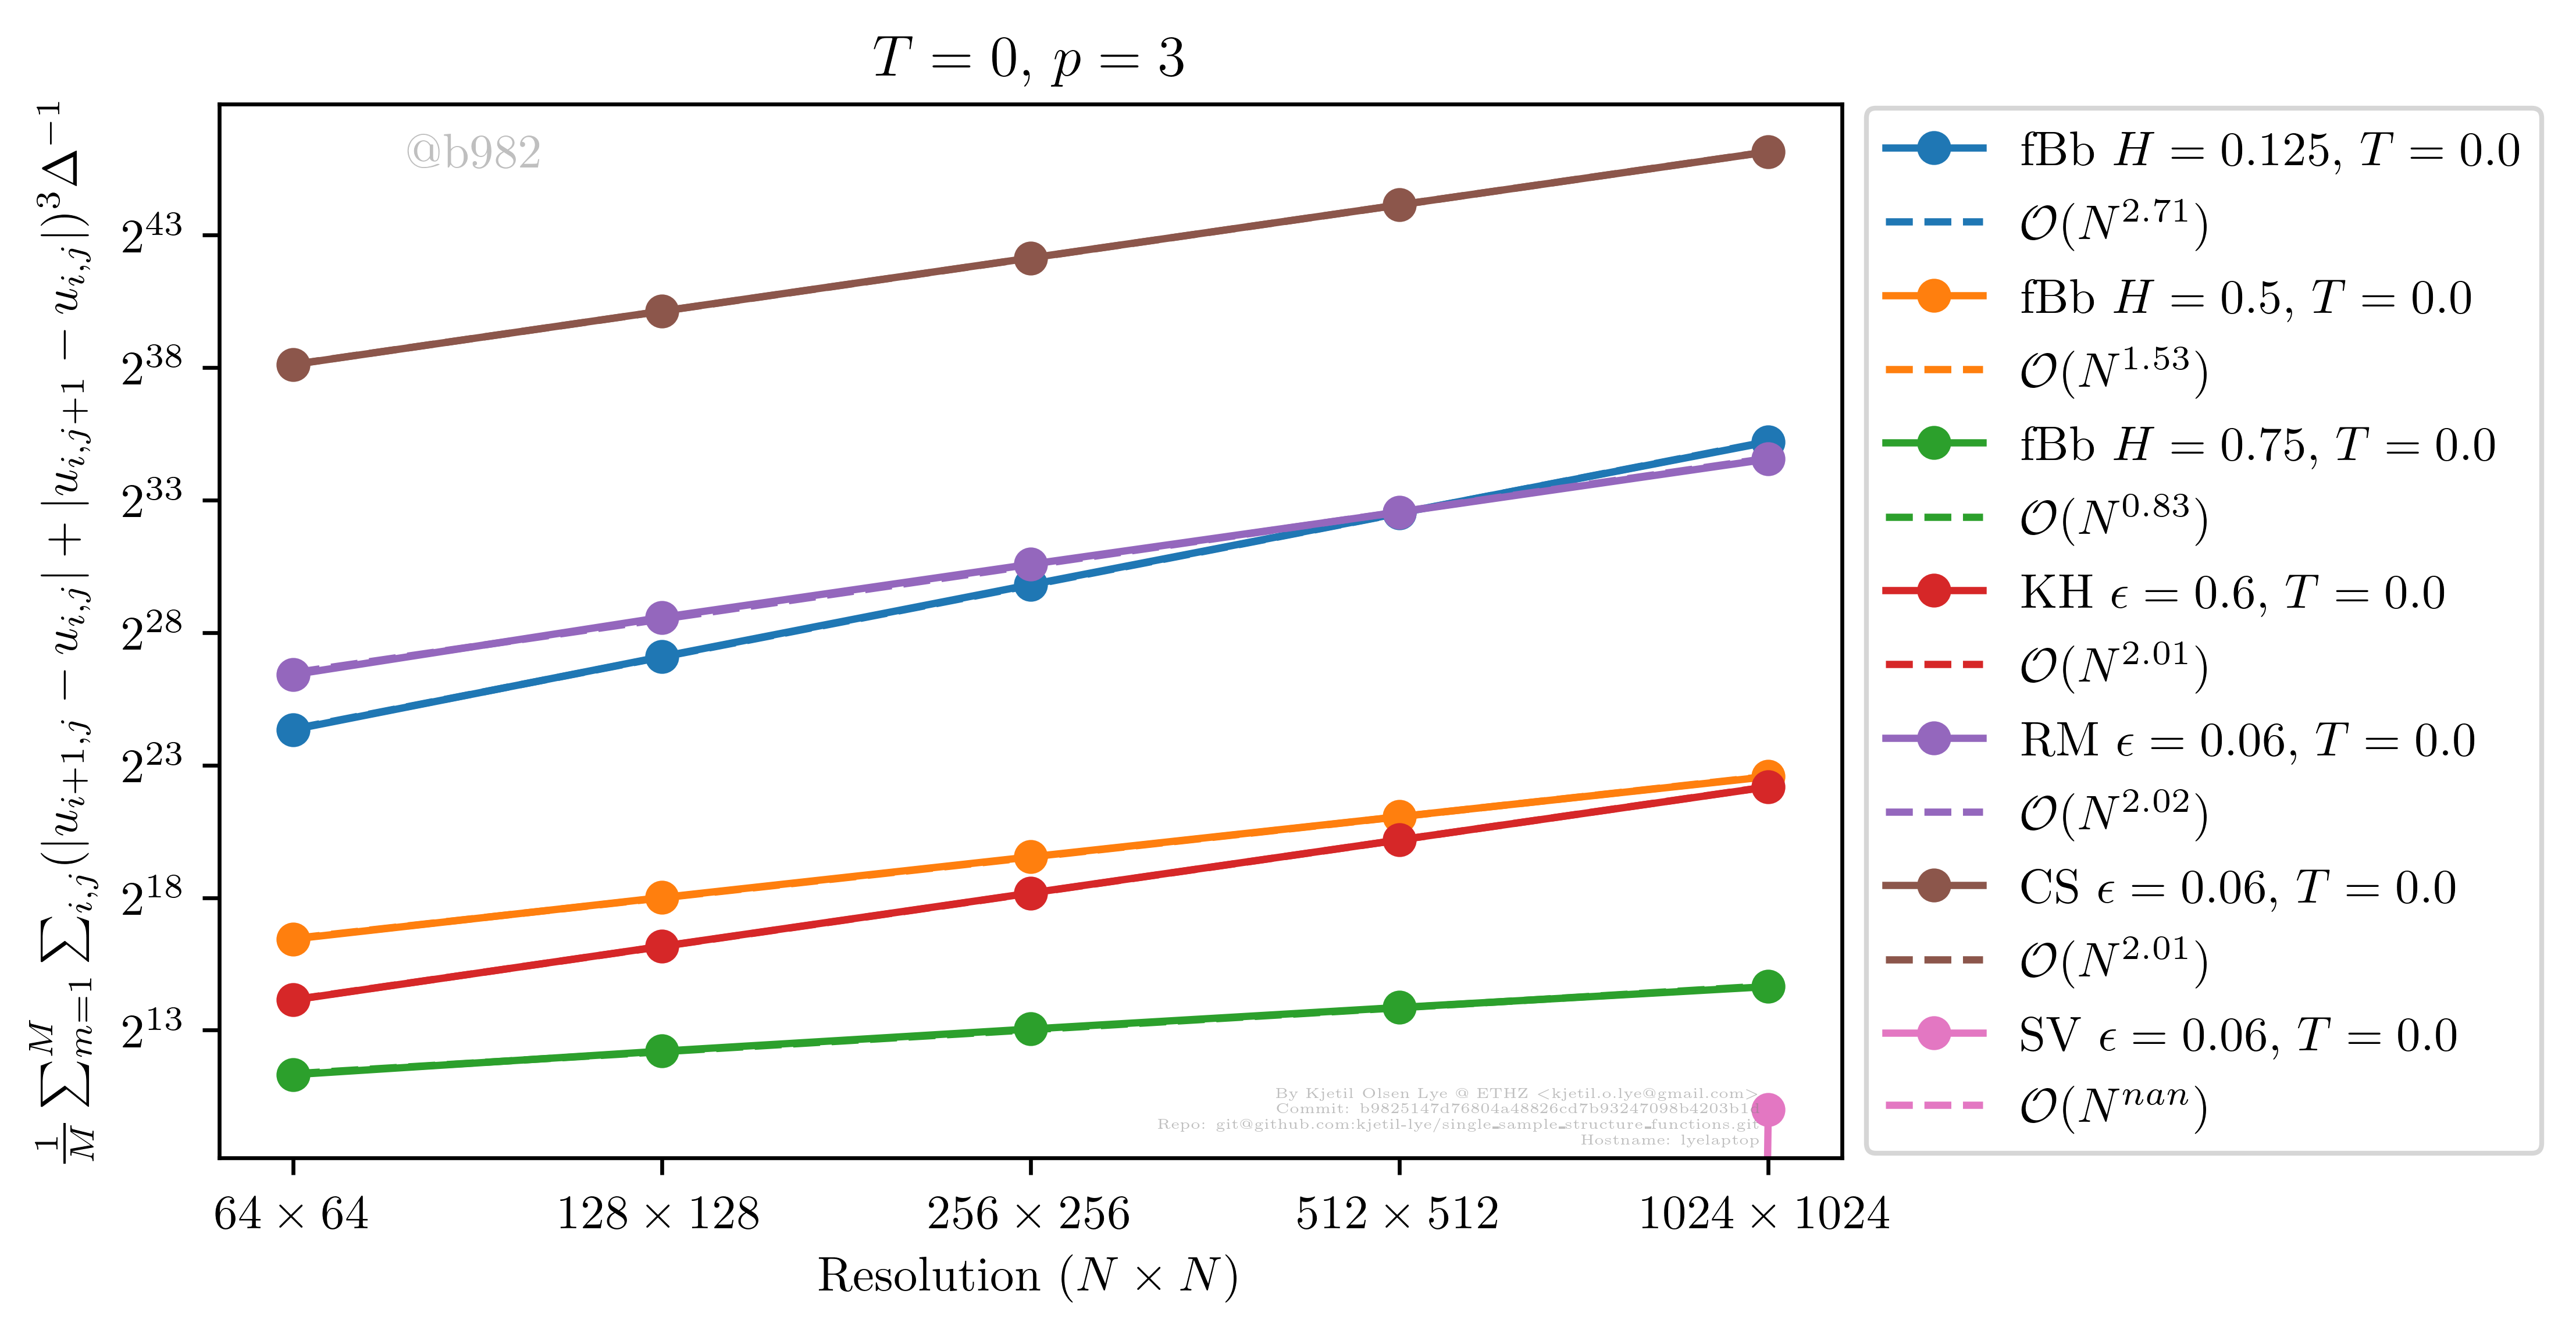 T = 0, p = 3
@b982
1/M ∑_{m=1}^{M} ∑_{i,j}(|u_{i+1,j} − u_{i,j}| + |u_{i,j+1} − u_{i,j}|)^3 Δ^{−1}
2^43
2^38
2^33
2^28
2^23
2^18
2^13
By Kjetil Olsen Lye @ ETHZ <kjetil.o.lye@gmail.com>
Commit: b9825147d76804a48826cd7b93247098b4203b1d
Repo: git@github.com:kjetil-lye/single_sample_structure_functions.git
Hostname: lyelaptop
64 × 64
128 × 128
256 × 256
512 × 512
1024 × 1024
Resolution (N × N)
fBb H = 0.125, T = 0.0
𝒪(N^2.71)
fBb H = 0.5, T = 0.0
𝒪(N^1.53)
fBb H = 0.75, T = 0.0
𝒪(N^0.83)
KH ϵ = 0.6, T = 0.0
𝒪(N^2.01)
RM ϵ = 0.06, T = 0.0
𝒪(N^2.02)
CS ϵ = 0.06, T = 0.0
𝒪(N^2.01)
SV ϵ = 0.06, T = 0.0
𝒪(N^nan)